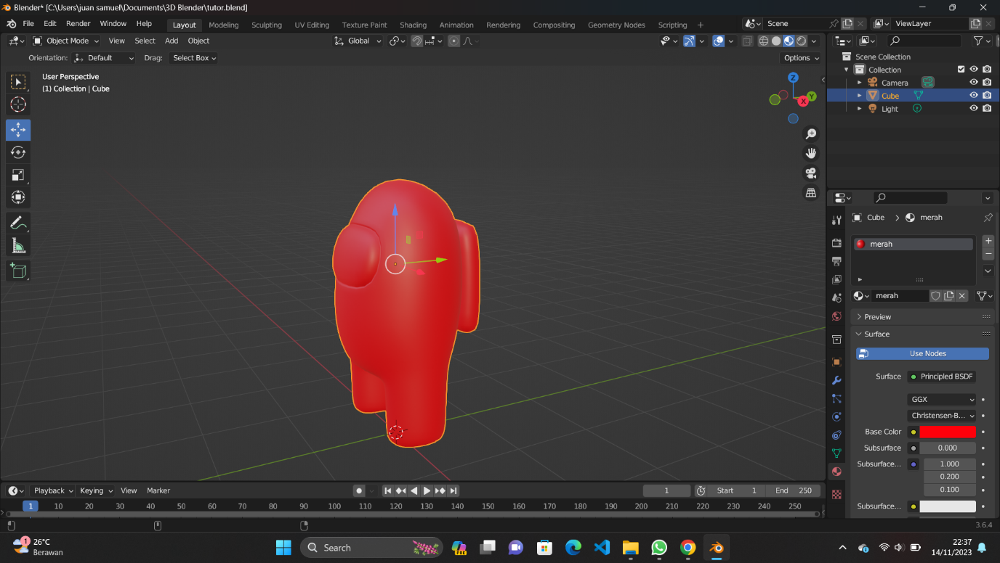 Blender* [C:\Users\juan samuel\Documents\3D Blender\tutor.blend]
File Edit Render Window Help Layout Modeling Sculpting UV Editing Texture Paint Shading Animation Rendering Compositing Geometry Nodes Scripting + Scene ViewLayer
Object Mode View Select Add Object Global
Orientation: Default Drag: Select Box Options
User Perspective
(1) Collection | Cube
Z
Y
X
Scene Collection
Collection
Camera
Cube
Light
Cube > merah
merah
merah
Preview
Surface
Use Nodes
Surface Principled BSDF
GGX
Christensen-B...
Base Color
Subsurface 0.000
Subsurface... 1.000
0.200
0.100
Subsurface...
Playback Keying View Marker 1 Start 1 End 250
1 10 20 30 40 50 60 70 80 90 100 110 120 130 140 150 160 170 180 190 200 210 220 230 240 250
3.6.4
1
26°C
Berawan
Search
PRE
22:37
14/11/2023